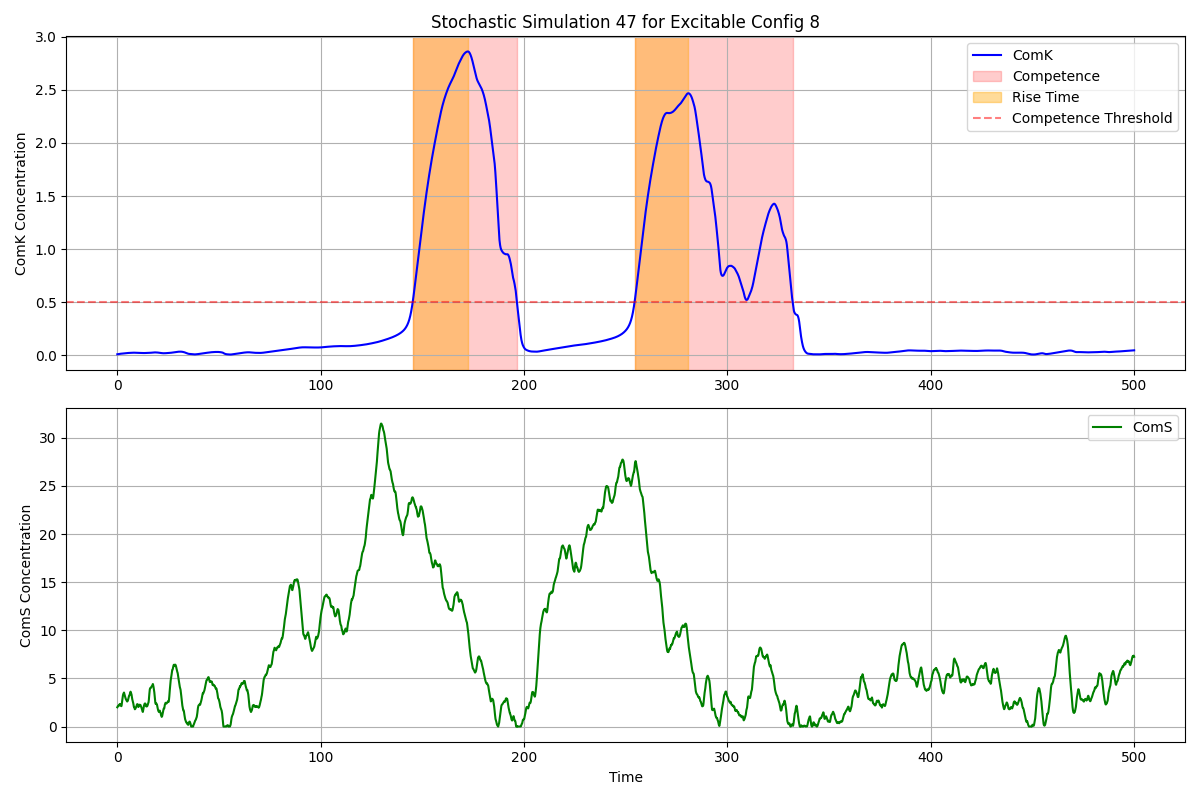 Stochastic Simulation 47 for Excitable Config 8
ComK Concentration
3.0
2.5
2.0
1.5
1.0
0.5
0.0
ComK
Competence
Rise Time
Competence Threshold
0 100 200 300 400 500
ComS Concentration
30
25
20
15
10
5
0
ComS
0 100 200 300 400 500
Time